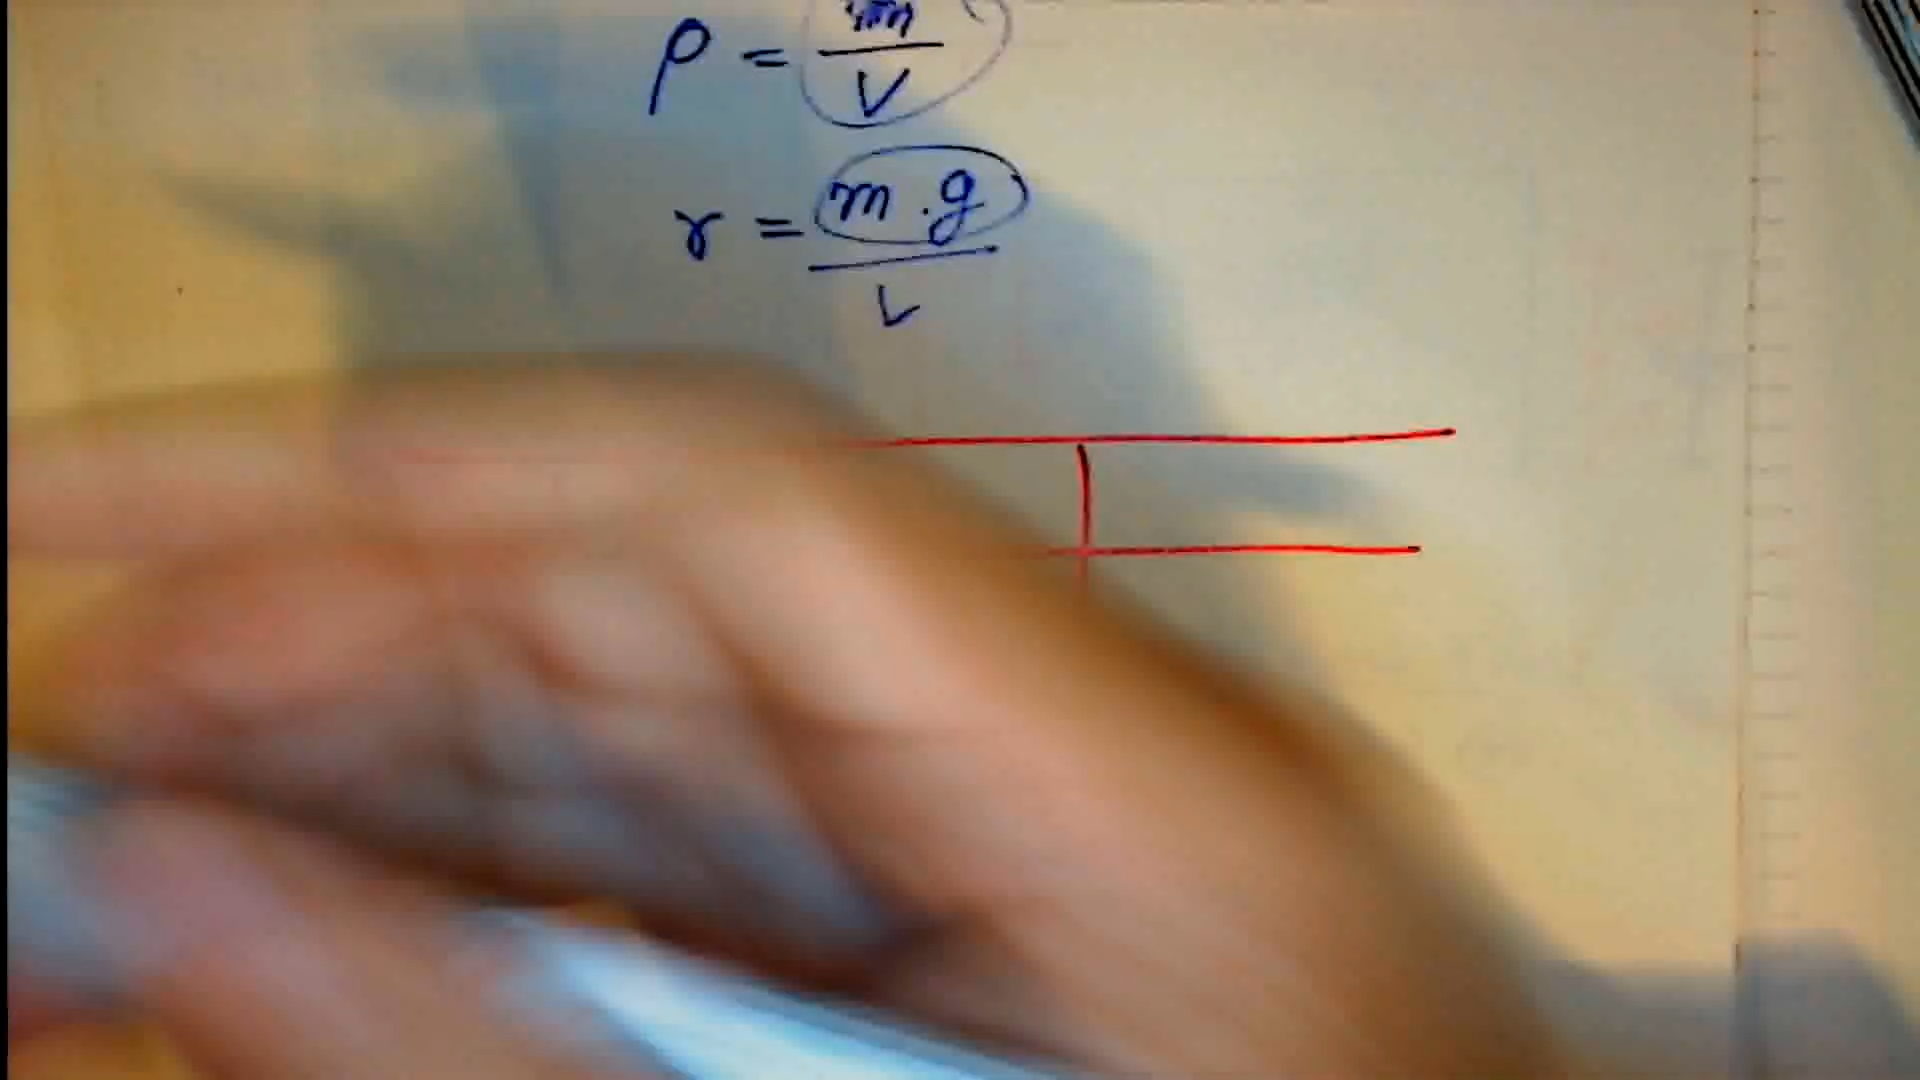 ρ = m/V
γ = m.g/V